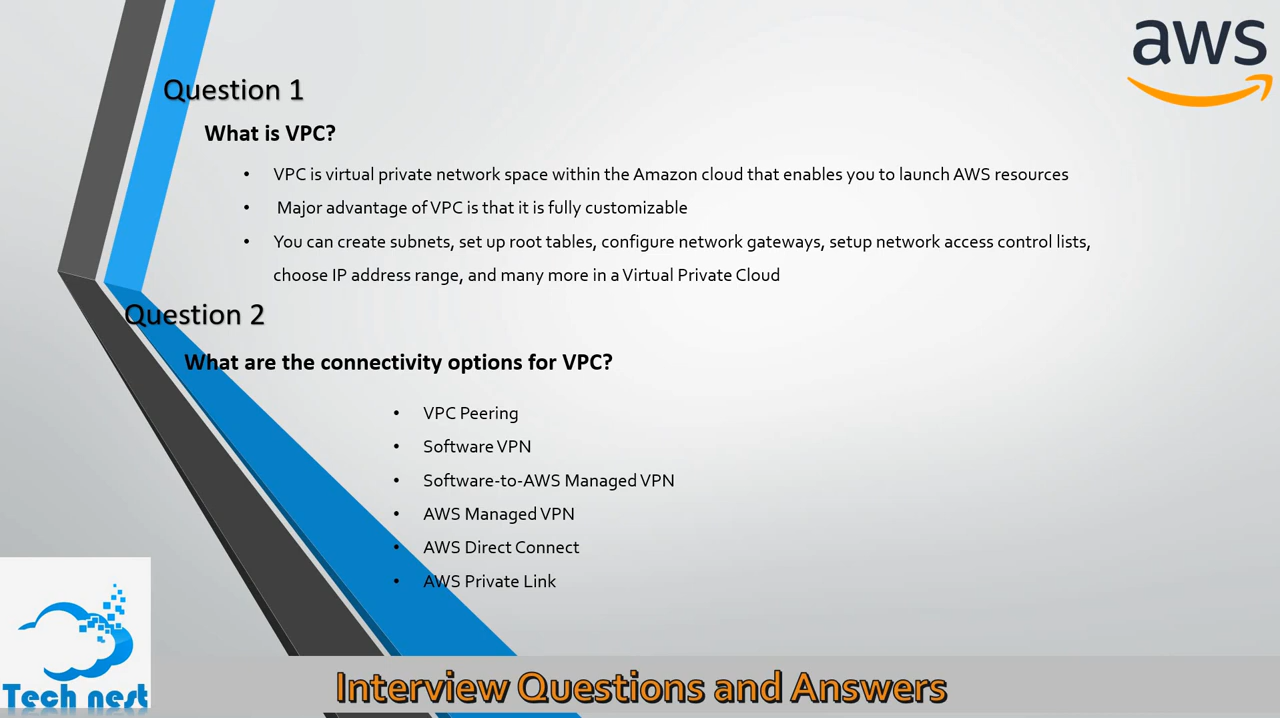 aws
Question 1
What is VPC?
• VPC is virtual private network space within the Amazon cloud that enables you to launch AWS resources
• Major advantage of VPC is that it is fully customizable
• You can create subnets, set up root tables, configure network gateways, setup network access control lists,
choose IP address range, and many more in a Virtual Private Cloud
Question 2
What are the connectivity options for VPC?
• VPC Peering
• Software VPN
• Software-to-AWS Managed VPN
• AWS Managed VPN
• AWS Direct Connect
• AWS Private Link
Tech nest
Interview Questions and Answers